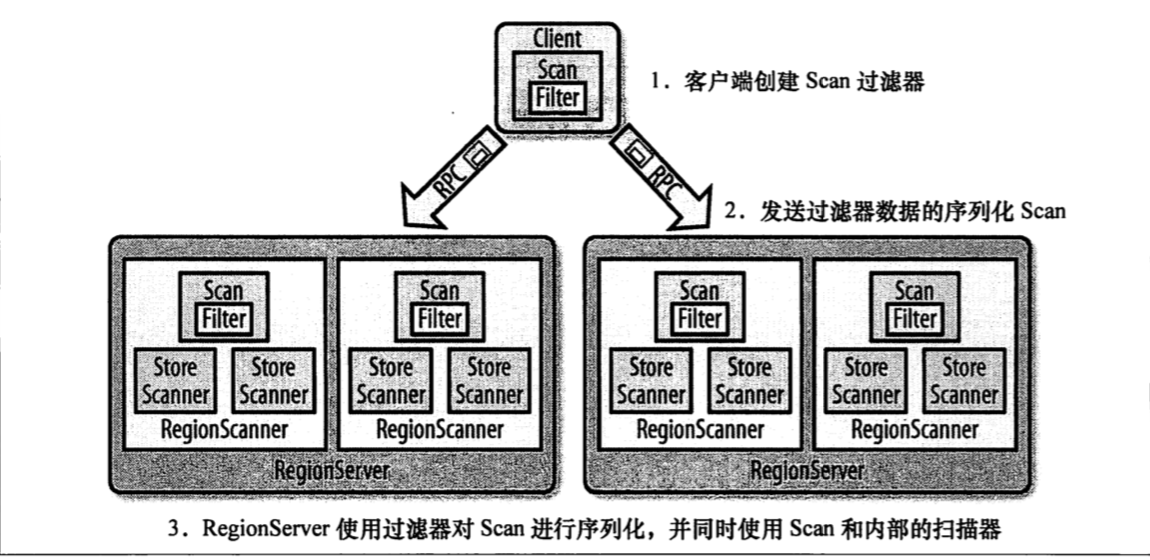 Client
Scan
Filter
1. 客户端创建 Scan 过滤器
RPC
RPC
2. 发送过滤器数据的序列化 Scan
Scan
Filter
Store
Scanner
Store
Scanner
RegionScanner
Scan
Filter
Store
Scanner
Store
Scanner
RegionScanner
RegionServer
Scan
Filter
Store
Scanner
Store
Scanner
RegionScanner
Scan
Filter
Store
Scanner
Store
Scanner
RegionScanner
RegionServer
3. RegionServer 使用过滤器对 Scan 进行序列化，并同时使用 Scan 和内部的扫描器